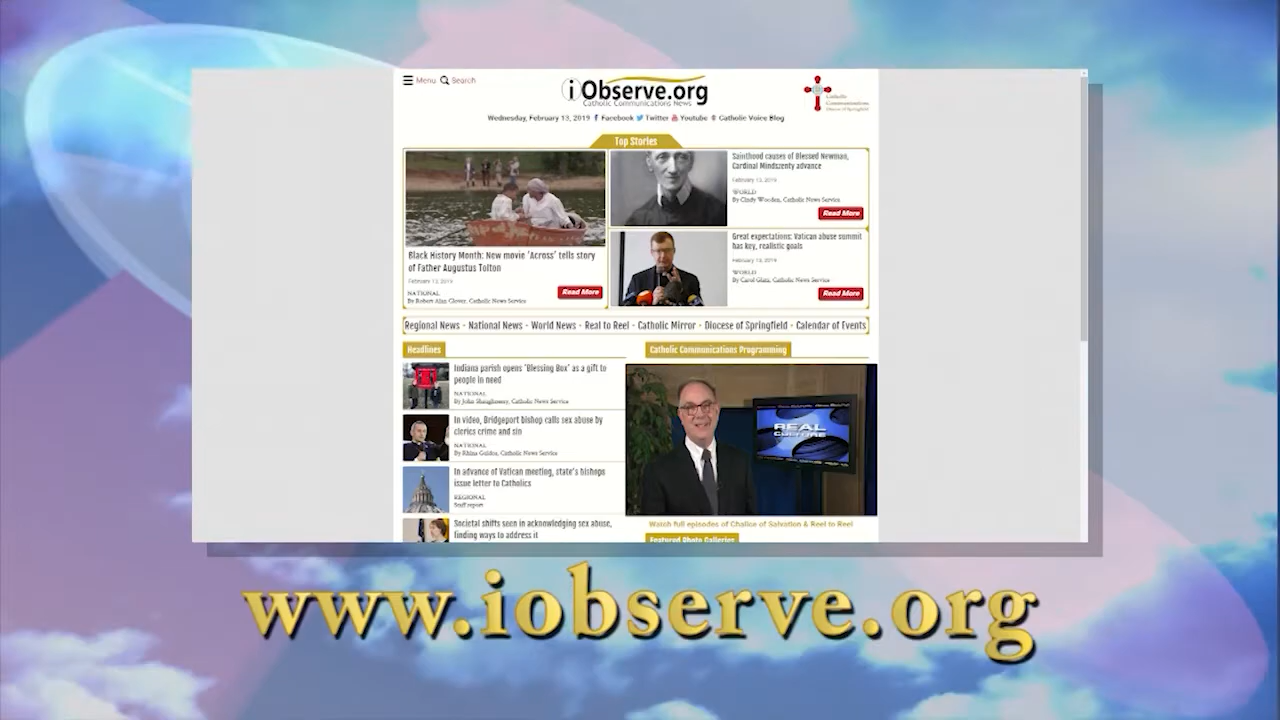 Menu Search
iObserve.org
Catholic Communications News
Catholic
Communications
Diocese of Springfield
Wednesday, February 13, 2019 Facebook Twitter Youtube Catholic Voice Blog
Top Stories
Black History Month: New movie 'Across' tells story
of Father Augustus Tolton
February 13, 2019
NATIONAL
By Robert Alan Glover, Catholic News Service
Read More
Sainthood causes of Blessed Newman,
Cardinal Mindszenty advance
February 13, 2019
WORLD
By Cindy Wooden, Catholic News Service
Read More
Great expectations: Vatican abuse summit
has key, realistic goals
February 13, 2019
WORLD
By Carol Glatz, Catholic News Service
Read More
Regional News - National News - World News - Real to Reel - Catholic Mirror - Diocese of Springfield - Calendar of Events
Headlines
Indiana parish opens 'Blessing Box' as a gift to
people in need
NATIONAL
By John Shaughnessy, Catholic News Service
In video, Bridgeport bishop calls sex abuse by
clerics crime and sin
NATIONAL
By Rhina Guidos, Catholic News Service
In advance of Vatican meeting, state's bishops
issue letter to Catholics
REGIONAL
Staff report
Societal shifts seen in acknowledging sex abuse,
finding ways to address it
Catholic Communications Programming
REAL
CULTURE
Watch full episodes of Chalice of Salvation & Reel to Reel
Featured Photo Galleries
www.iobserve.org